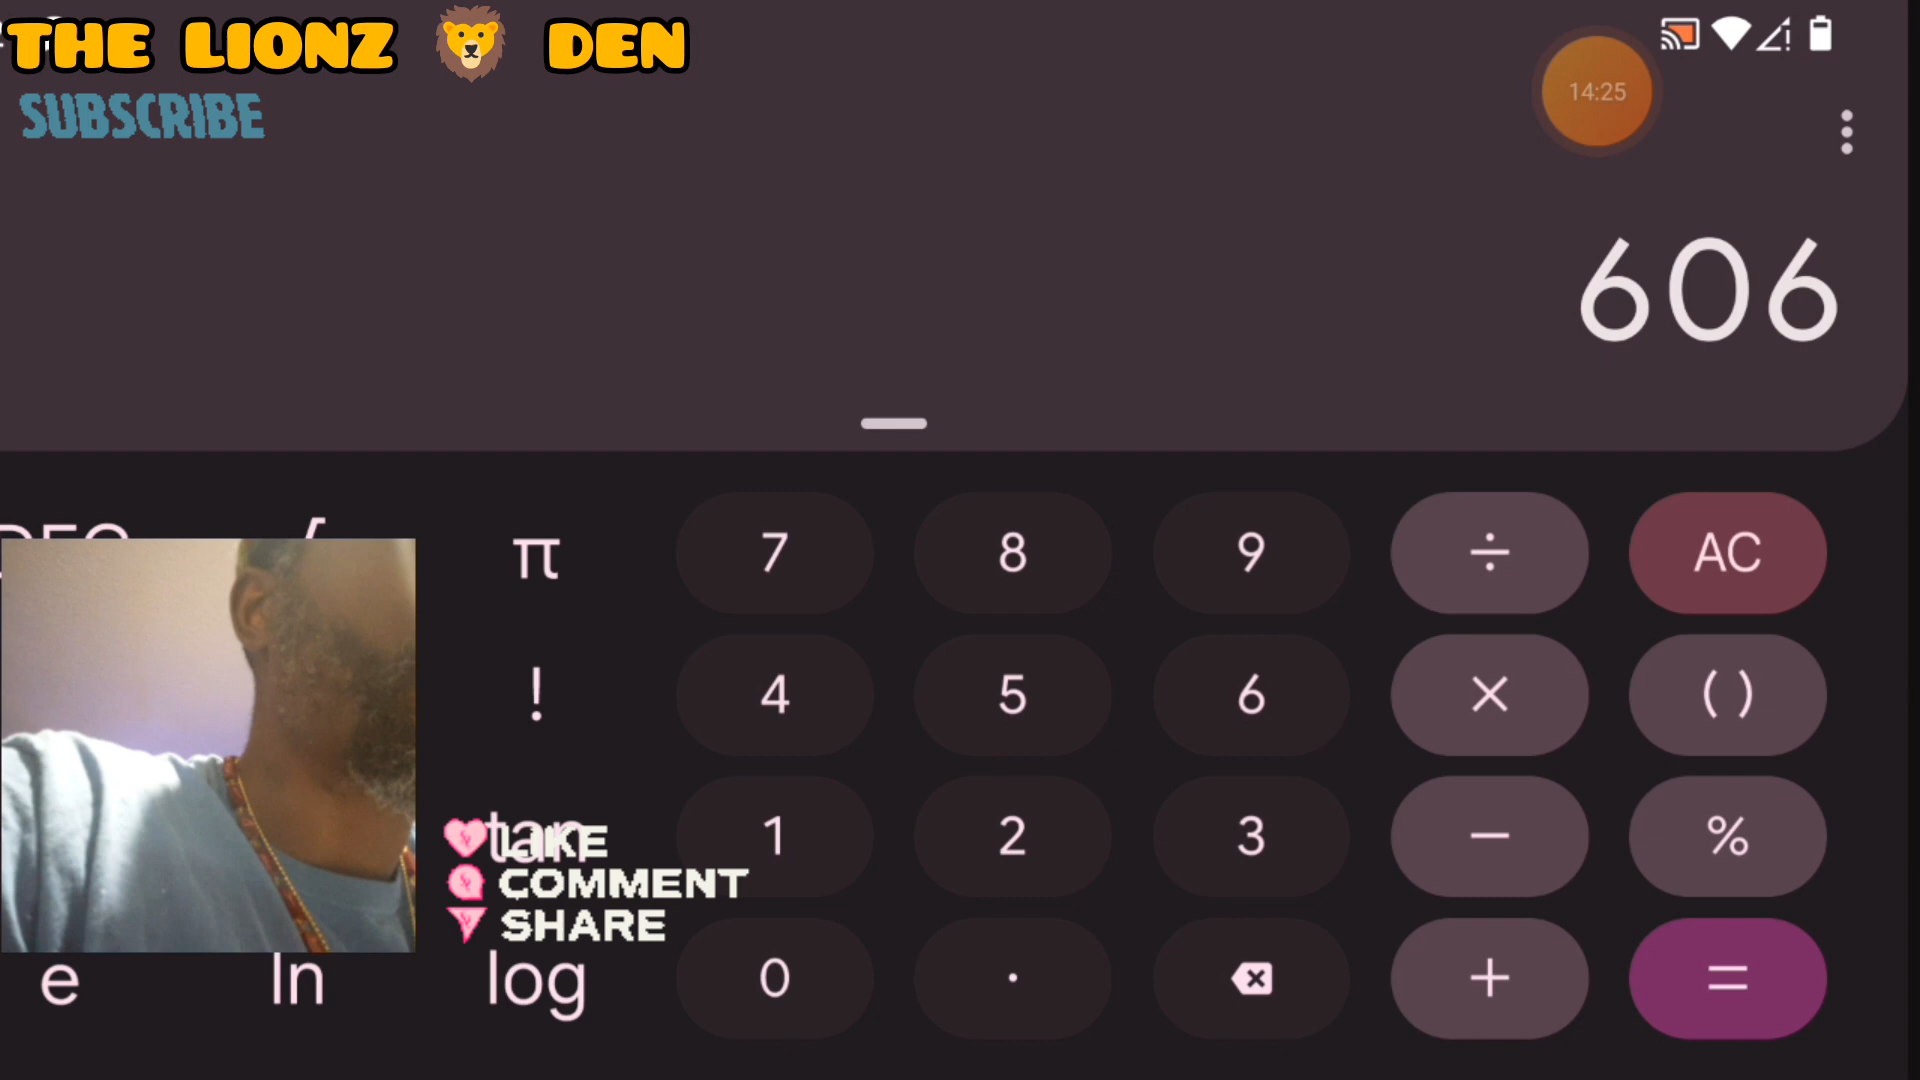 THE LIONZ 🦁 DEN
SUBSCRIBE
14:25
606
π 7 8 9 ÷ AC
! 4 5 6 × ( )
tan 1 2 3 − %
LIKE
COMMENT
SHARE
e ln log 0 . + =